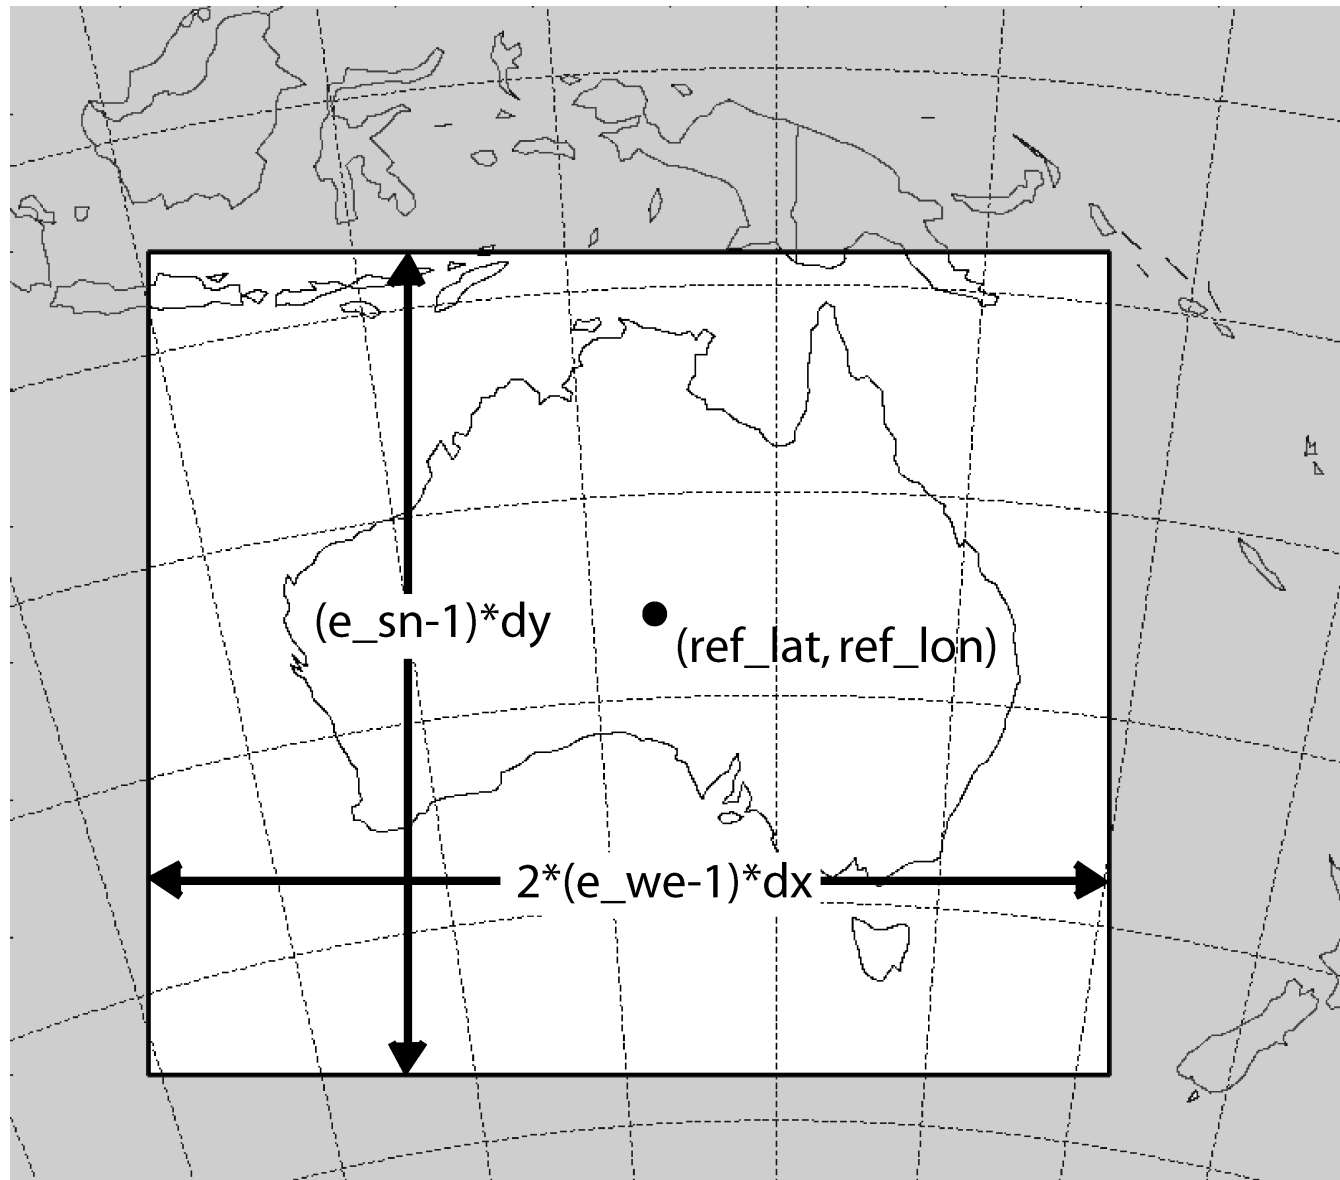 (e_sn-1)*dy
(ref_lat, ref_lon)
2*(e_we-1)*dx